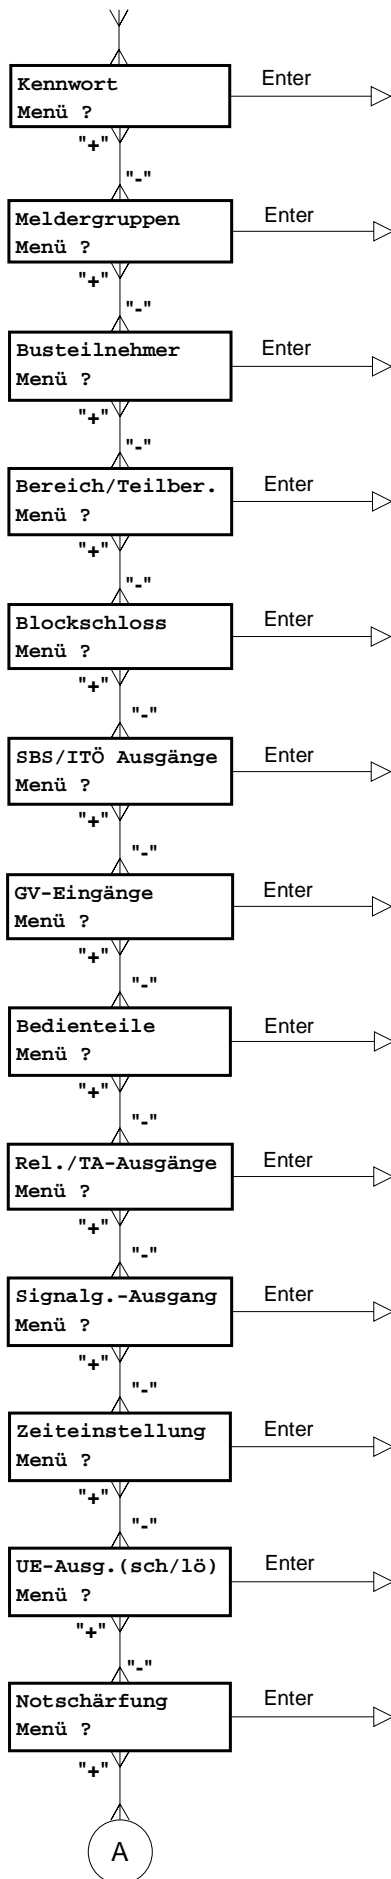 Kennwort
Menü ?
Enter
"+"
"-"
Meldergruppen
Menü ?
Enter
"+"
"-"
Busteilnehmer
Menü ?
Enter
"+"
"-"
Bereich/Teilber.
Menü ?
Enter
"+"
"-"
Blockschloss
Menü ?
Enter
"+"
"-"
SBS/ITÖ Ausgänge
Menü ?
Enter
"+"
"-"
GV-Eingänge
Menü ?
Enter
"+"
"-"
Bedienteile
Menü ?
Enter
"+"
"-"
Rel./TA-Ausgänge
Menü ?
Enter
"+"
"-"
Signalg.-Ausgang
Menü ?
Enter
"+"
"-"
Zeiteinstellung
Menü ?
Enter
"+"
"-"
UE-Ausg.(sch/lö)
Menü ?
Enter
"+"
"-"
Notschärfung
Menü ?
Enter
"+"
A